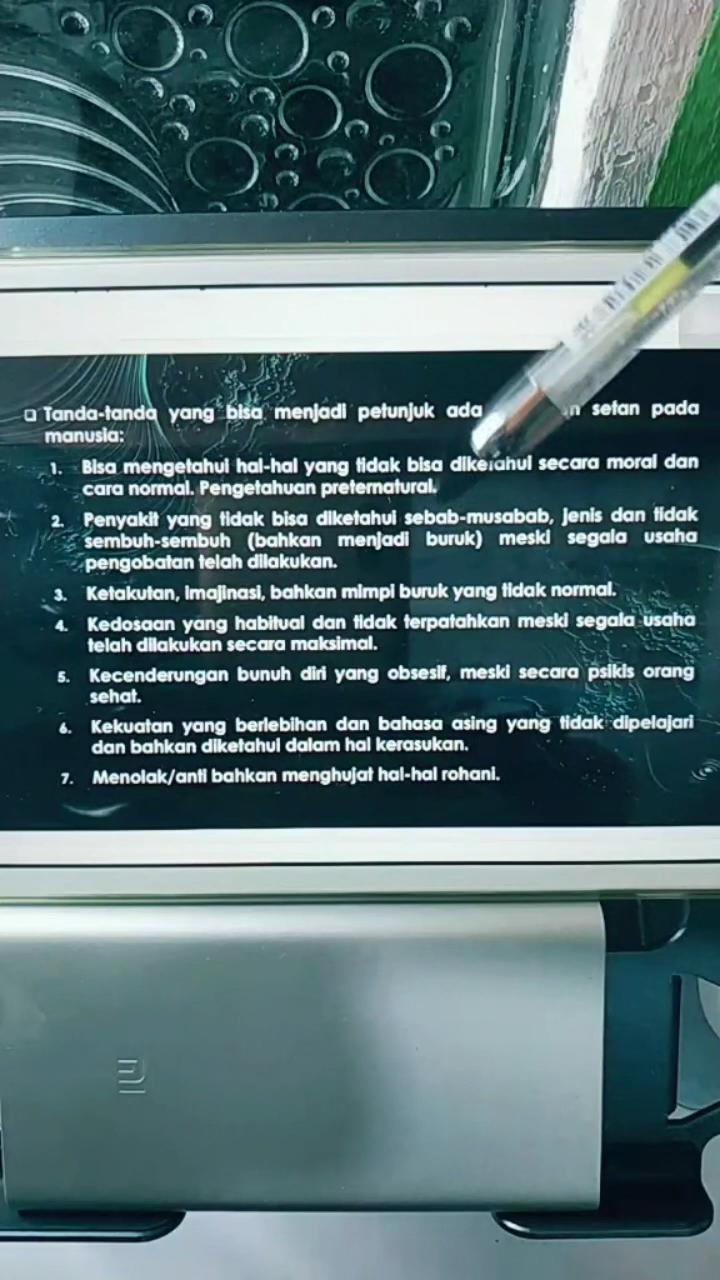 Tanda-tanda yang bisa menjadi petunjuk ada setan pada
manusia:
1. Bisa mengetahui hal-hal yang tidak bisa diketahui secara moral dan
cara normal. Pengetahuan preternatural.
2. Penyakit yang tidak bisa diketahui sebab-musabab, jenis dan tidak
sembuh-sembuh (bahkan menjadi buruk) meski segala usaha
pengobatan telah dilakukan.
3. Ketakutan, imajinasi, bahkan mimpi buruk yang tidak normal.
4. Kedosaan yang habitual dan tidak terpatahkan meski segala usaha
telah dilakukan secara maksimal.
5. Kecenderungan bunuh diri yang obsesif, meski secara psikis orang
sehat.
6. Kekuatan yang berlebihan dan bahasa asing yang tidak dipelajari
dan bahkan diketahui dalam hal kerasukan.
7. Menolak/anti bahkan menghujat hal-hal rohani.